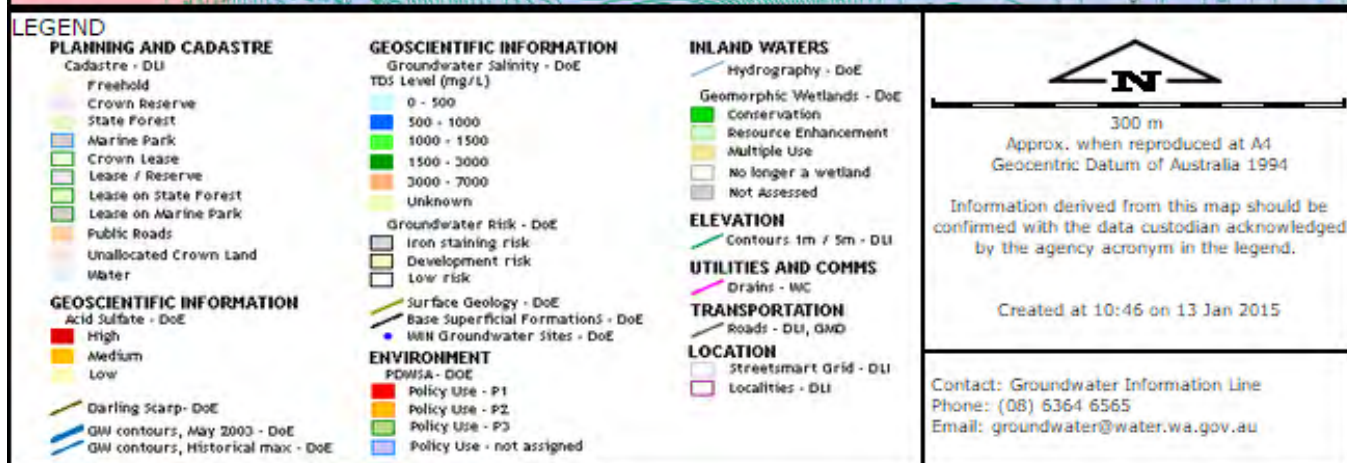 LEGEND
PLANNING AND CADASTRE
Cadastre - DLI
Freehold
Crown Reserve
State Forest
Marine Park
Crown Lease
Lease / Reserve
Lease on State Forest
Lease on Marine Park
Public Roads
Unallocated Crown Land
Water
GEOSCIENTIFIC INFORMATION
Acid Sulfate - DoE
High
Medium
Low
Darling Scarp- DoE
GW contours, May 2003 - DoE
GW contours, Historical max - DoE
GEOSCIENTIFIC INFORMATION
Groundwater Salinity - DoE
TDS Level (mg/L)
0 - 500
500 - 1000
1000 - 1500
1500 - 3000
3000 - 7000
Unknown
Groundwater Risk - DoE
Iron staining risk
Development risk
Low risk
Surface Geology - DoE
Base Superficial Formations - DoE
WIN Groundwater Sites - DoE
ENVIRONMENT
PDWSA - DOE
Policy Use - P1
Policy Use - P2
Policy Use - P3
Policy Use - not assigned
INLAND WATERS
Hydrography - DoE
Geomorphic Wetlands - DoE
Conservation
Resource Enhancement
Multiple Use
No longer a wetland
Not Assessed
ELEVATION
Contours 1m / 5m - DLI
UTILITIES AND COMMS
Drains - WC
TRANSPORTATION
Roads - DLI, GMD
LOCATION
Streetsmart Grid - DLI
Localities - DLI
N
300 m
Approx. when reproduced at A4
Geocentric Datum of Australia 1994
Information derived from this map should be
confirmed with the data custodian acknowledged
by the agency acronym in the legend.
Created at 10:46 on 13 Jan 2015
Contact: Groundwater Information Line
Phone: (08) 6364 6565
Email: groundwater@water.wa.gov.au